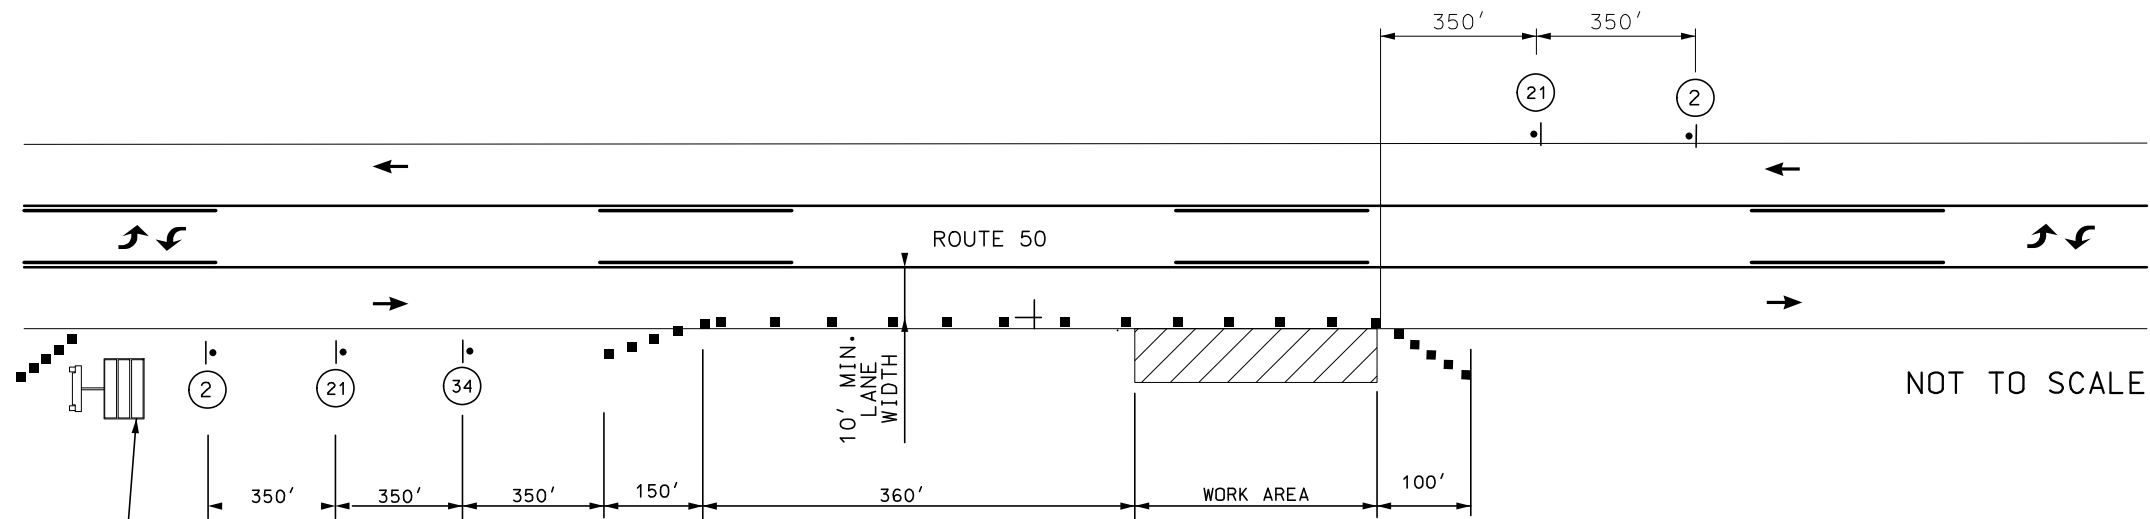 350' 350'
21 2
ROUTE 50
10' MIN.
LANE
WIDTH
2 21 34
NOT TO SCALE
350' 350' 350' 150' 360' WORK AREA 100'